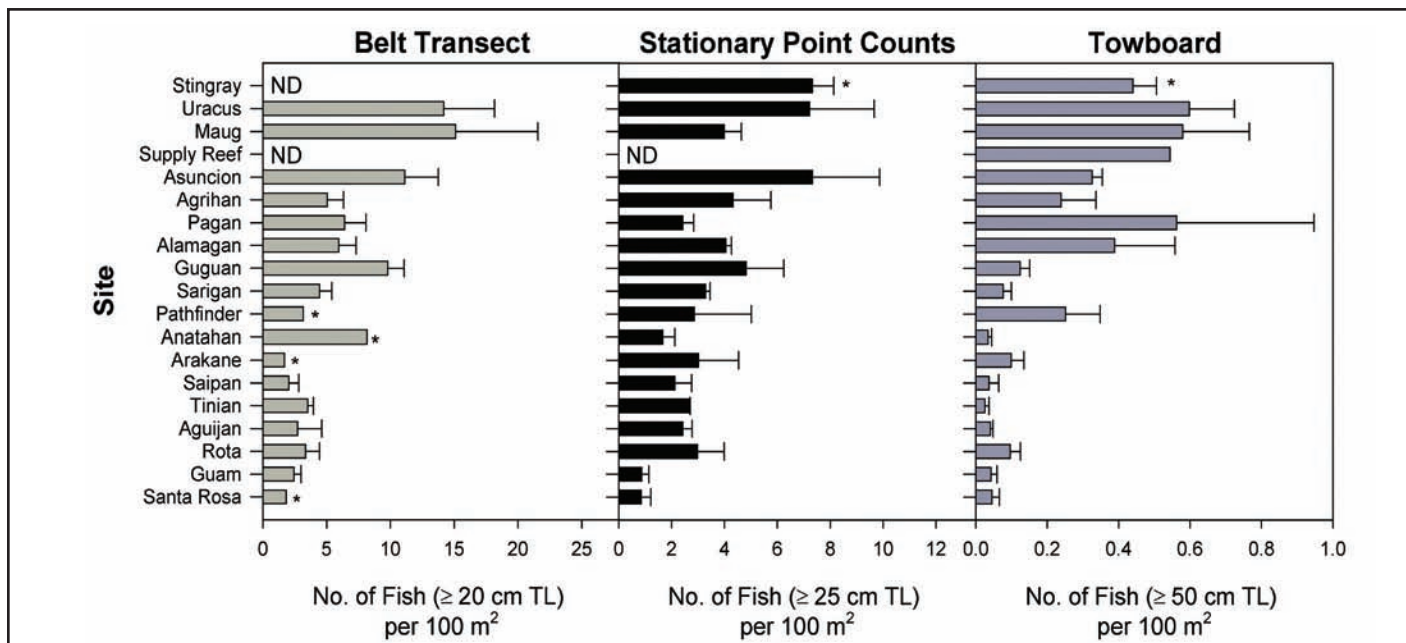 Belt Transect
Stationary Point Counts
Towboard
Site
Stingray
Uracus
Maug
Supply Reef
Asuncion
Agrihan
Pagan
Alamagan
Guguan
Sarigan
Pathfinder
Anatahan
Arakane
Saipan
Tinian
Aguijan
Rota
Guam
Santa Rosa
ND
ND
*
*
*
*
0 5 10 15 20 25
No. of Fish (≥ 20 cm TL)
per 100 m²
*
ND
0 2 4 6 8 10 12
No. of Fish (≥ 25 cm TL)
per 100 m²
*
0.0 0.2 0.4 0.6 0.8 1.0
No. of Fish (≥ 50 cm TL)
per 100 m²